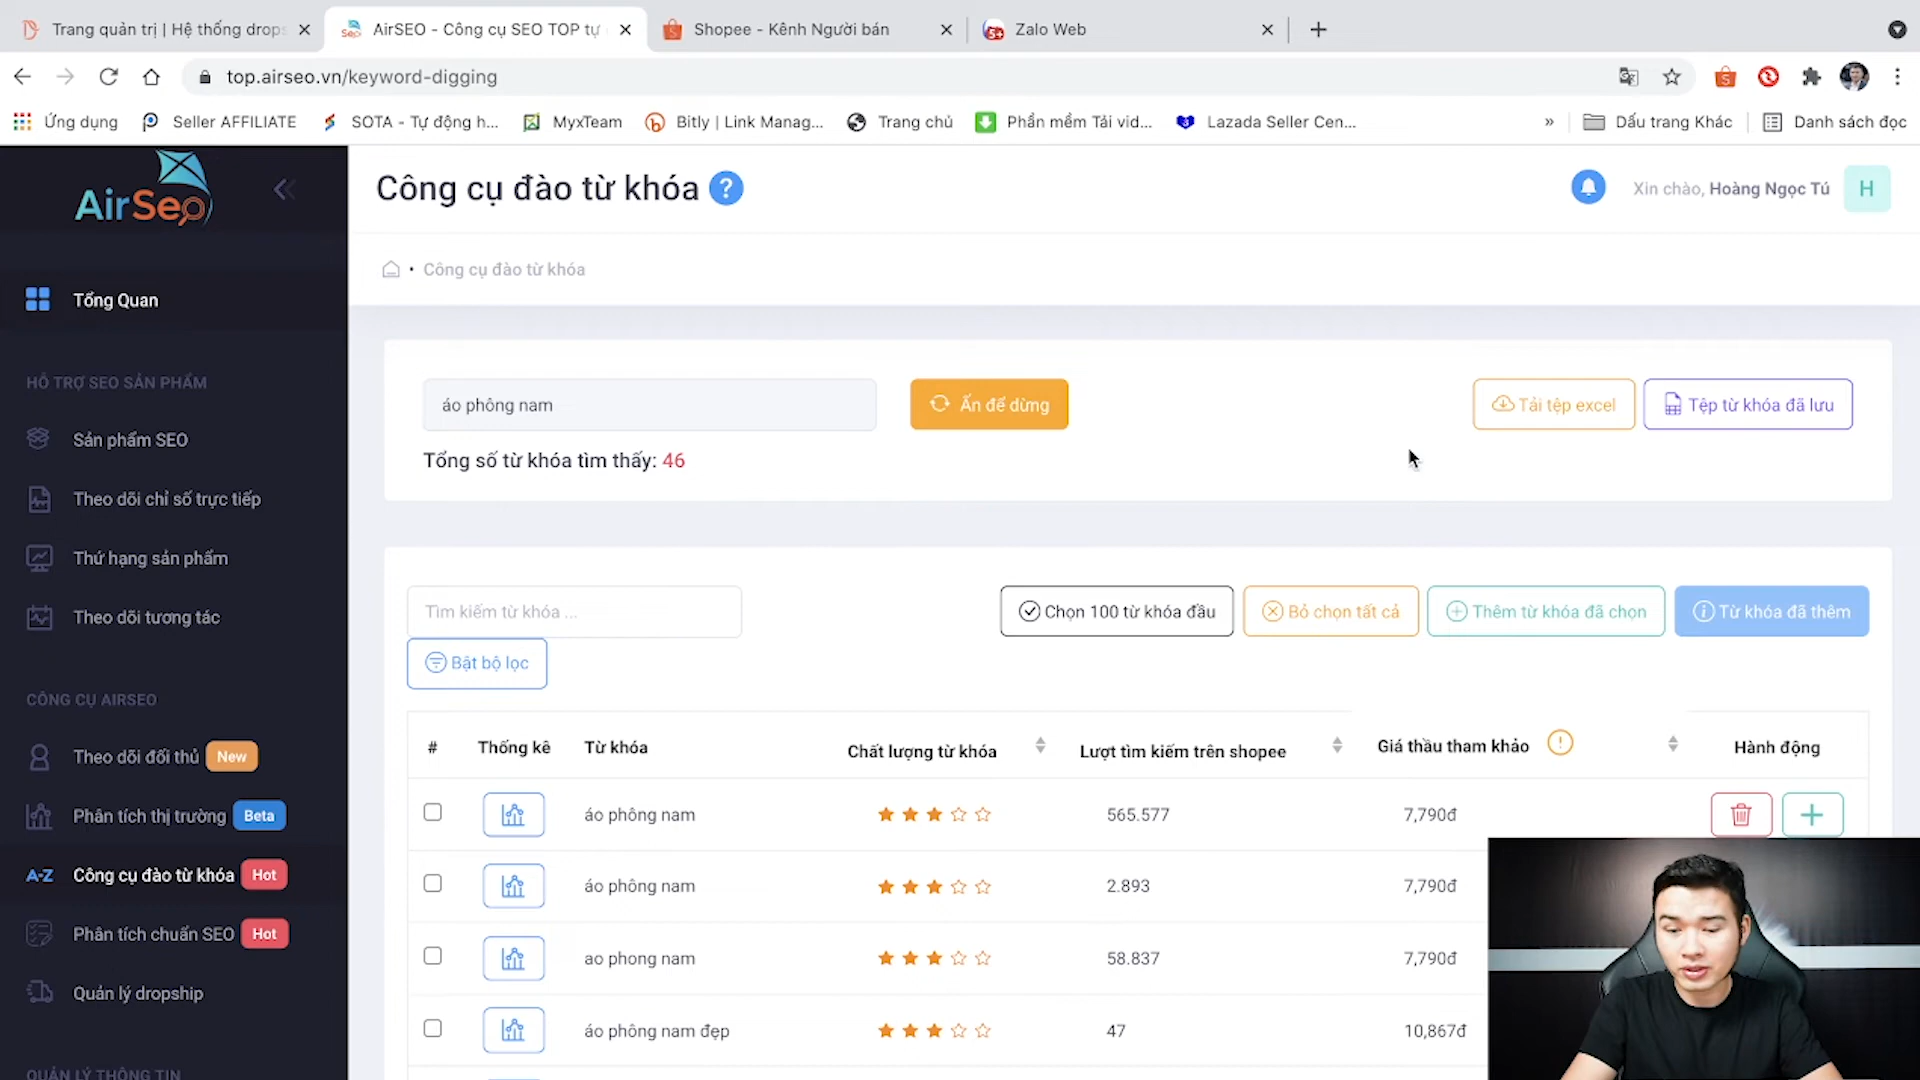 Trang quản trị | Hệ thống drops
AirSEO - Công cụ SEO TOP tự
Shopee - Kênh Người bán
5+
Zalo Web
top.airseo.vn/keyword-digging
Ứng dụng
Seller AFFILIATE
SOTA - Tự động h...
MyxTeam
Bitly | Link Manag...
Trang chủ
Phần mềm Tải vid...
Lazada Seller Cen...
»
Dấu trang Khác
Danh sách đọc
AirSeo
Công cụ đào từ khóa ?
Xin chào, Hoàng Ngọc Tú
H
Công cụ đào từ khóa
Tổng Quan
HỖ TRỢ SEO SẢN PHẨM
Sản phẩm SEO
Theo dõi chỉ số trực tiếp
Thứ hạng sản phẩm
Theo dõi tương tác
CÔNG CỤ AIRSEO
Theo dõi đối thủ New
Phân tích thị trường Beta
A-Z Công cụ đào từ khóa Hot
Phân tích chuẩn SEO Hot
Quản lý dropship
QUẢN LÝ THÔNG TIN
áo phông nam
Ấn để dừng
Tải tệp excel
Tệp từ khóa đã lưu
Tổng số từ khóa tìm thấy: 46
Tìm kiếm từ khóa ...
Chọn 100 từ khóa đầu
Bỏ chọn tất cả
Thêm từ khóa đã chọn
Từ khóa đã thêm
Bật bộ lọc
# Thống kê Từ khóa Chất lượng từ khóa Lượt tìm kiếm trên shopee Giá thầu tham khảo Hành động
áo phông nam 565.577 7,790đ
áo phông nam 2.893 7,790đ
ao phong nam 58.837 7,790đ
áo phông nam đẹp 47 10,867đ